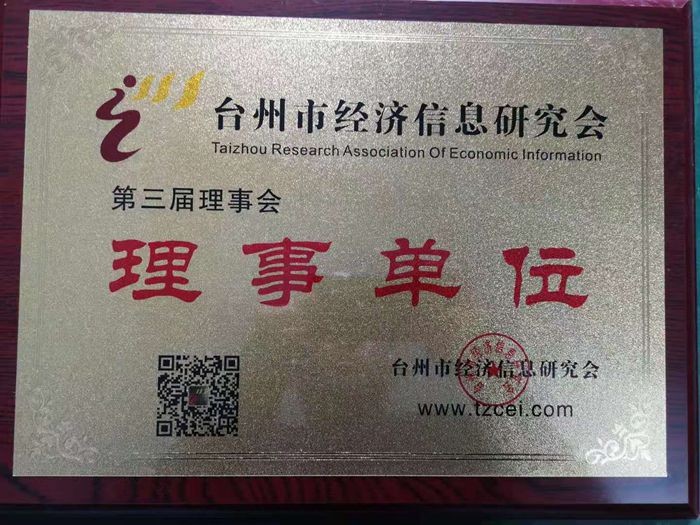 台州市经济信息研究会
Taizhou Research Association Of Economic Information
第三届理事会
理事单位
台州市经济信息研究会
www.tzcei.com